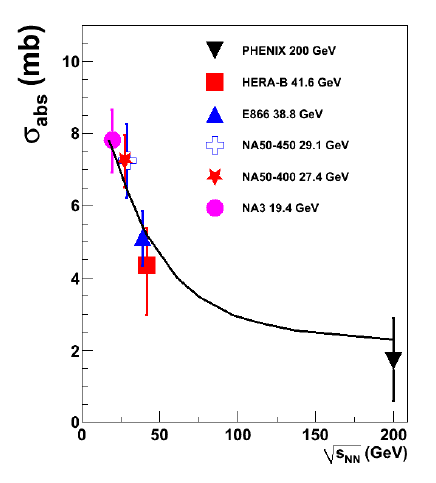 σabs (mb)
10
8
6
4
2
0
PHENIX 200 GeV
HERA-B 41.6 GeV
E866 38.8 GeV
NA50-450 29.1 GeV
NA50-400 27.4 GeV
NA3 19.4 GeV
0 50 100 150 200
√sNN (GeV)